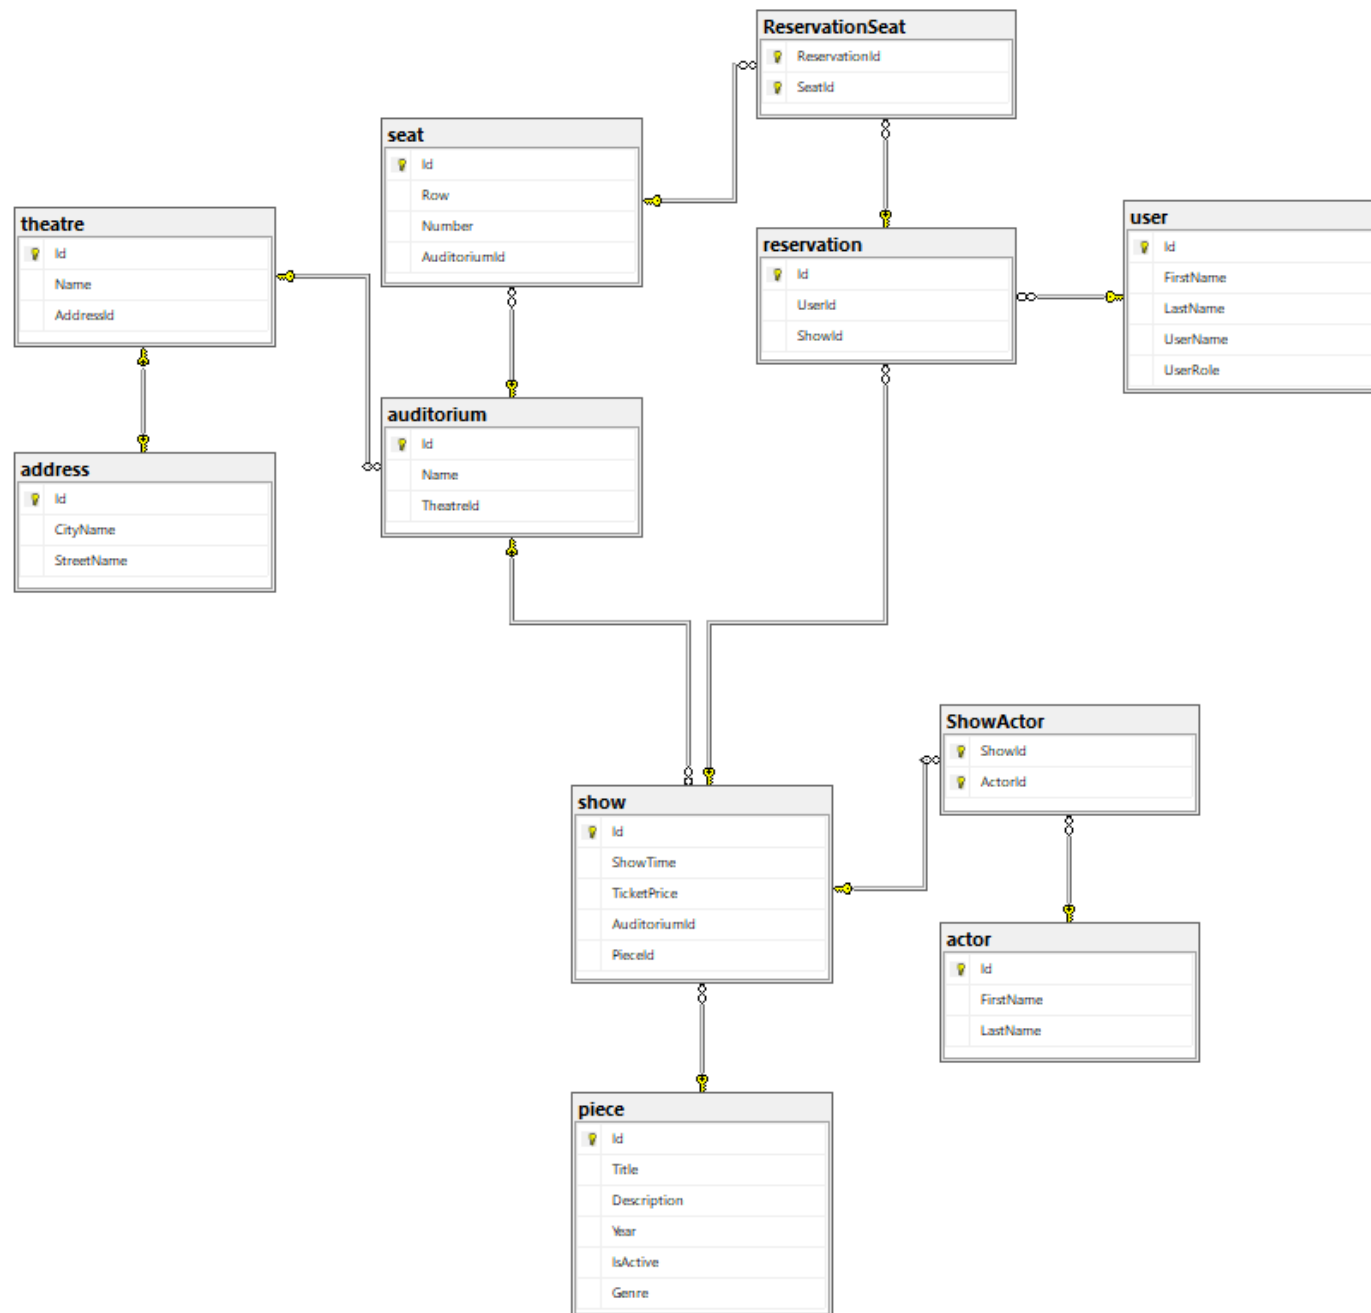 ReservationSeat
ReservationId
SeatId
seat
Id
Row
Number
AuditoriumId
theatre
Id
Name
AddressId
reservation
Id
UserId
ShowId
user
Id
FirstName
LastName
UserName
UserRole
auditorium
Id
Name
TheatreId
address
Id
CityName
StreetName
ShowActor
ShowId
ActorId
show
Id
ShowTime
TicketPrice
AuditoriumId
PieceId
actor
Id
FirstName
LastName
piece
Id
Title
Description
Year
IsActive
Genre